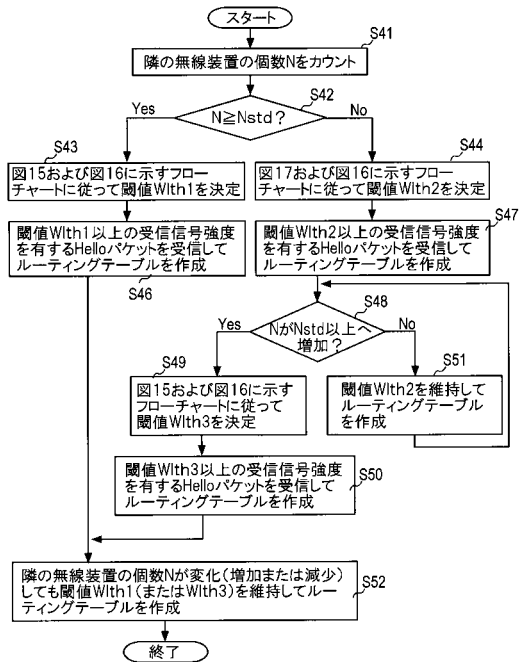 スタート
S41
隣の無線装置の個数Nをカウント
S42
N≧Nstd?
Yes
No
S43
図15および図16に示すフロー
チャートに従って閾値Wlth1を決定
S44
図17および図16に示すフロー
チャートに従って閾値Wlth2を決定
閾値Wlth1以上の受信信号強度
を有するHelloパケットを受信して
ルーティングテーブルを作成
S46
S47
閾値Wlth2以上の受信信号強度
を有するHelloパケットを受信して
ルーティングテーブルを作成
S48
NがNstd以上へ
増加?
Yes
No
S49
図15および図16に示す
フローチャートに従って
閾値Wlth3を決定
S51
閾値Wlth2を維持して
ルーティングテーブル
を作成
S50
閾値Wlth3以上の受信信号強度
を有するHelloパケットを受信して
ルーティングテーブルを作成
S52
隣の無線装置の個数Nが変化(増加または減少)
しても閾値Wlth1(またはWlth3)を維持してルー
ティングテーブルを作成
終了